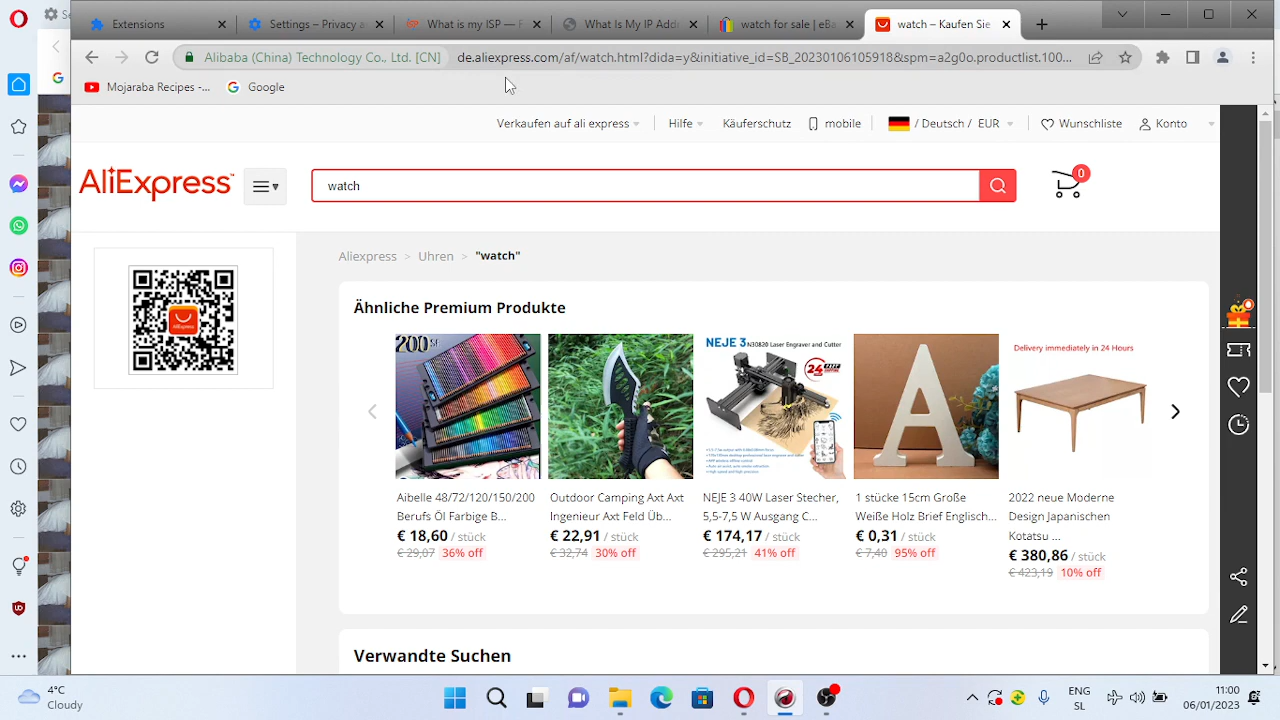 Se
Extensions
Settings – Privacy a
What is my ISP — F
What Is My IP Addr
watch for sale | eBa
watch – Kaufen Sie
Alibaba (China) Technology Co., Ltd. [CN]
de.aliexpress.com/af/watch.html?dida=y&initiative_id=SB_20230106105918&spm=a2g0o.productlist.100...
Mojaraba Recipes -...
Google
Verkaufen auf ali express
Hilfe
Käuferschutz
mobile
/ Deutsch / EUR
Wunschliste
Konto
AliExpress
watch
0
Aliexpress > Uhren > "watch"
Ähnliche Premium Produkte
Aibelle 48/72/120/150/200
Berufs Öl Farbige B...
€ 18,60 / stück
€ 29,07 36% off
Outdoor Camping Axt Axt
Ingenieur Axt Feld Üb...
€ 22,91 / stück
€ 32,74 30% off
NEJE 3 N30820 Laser Engraver and Cutter
NEJE 3 40W Laser Stecher,
5,5-7,5 W Ausgang C...
€ 174,17 / stück
€ 295,21 41% off
A
1 stücke 15cm Große
Weiße Holz Brief Englisch...
€ 0,31 / stück
€ 7,40 95% off
Delivery immediately in 24 Hours
2022 neue Moderne
Design Japanischen
Kotatsu ...
€ 380,86 / stück
€ 423,19 10% off
Verwandte Suchen
4°C
Cloudy
ENG
SL
11:00
06/01/2023